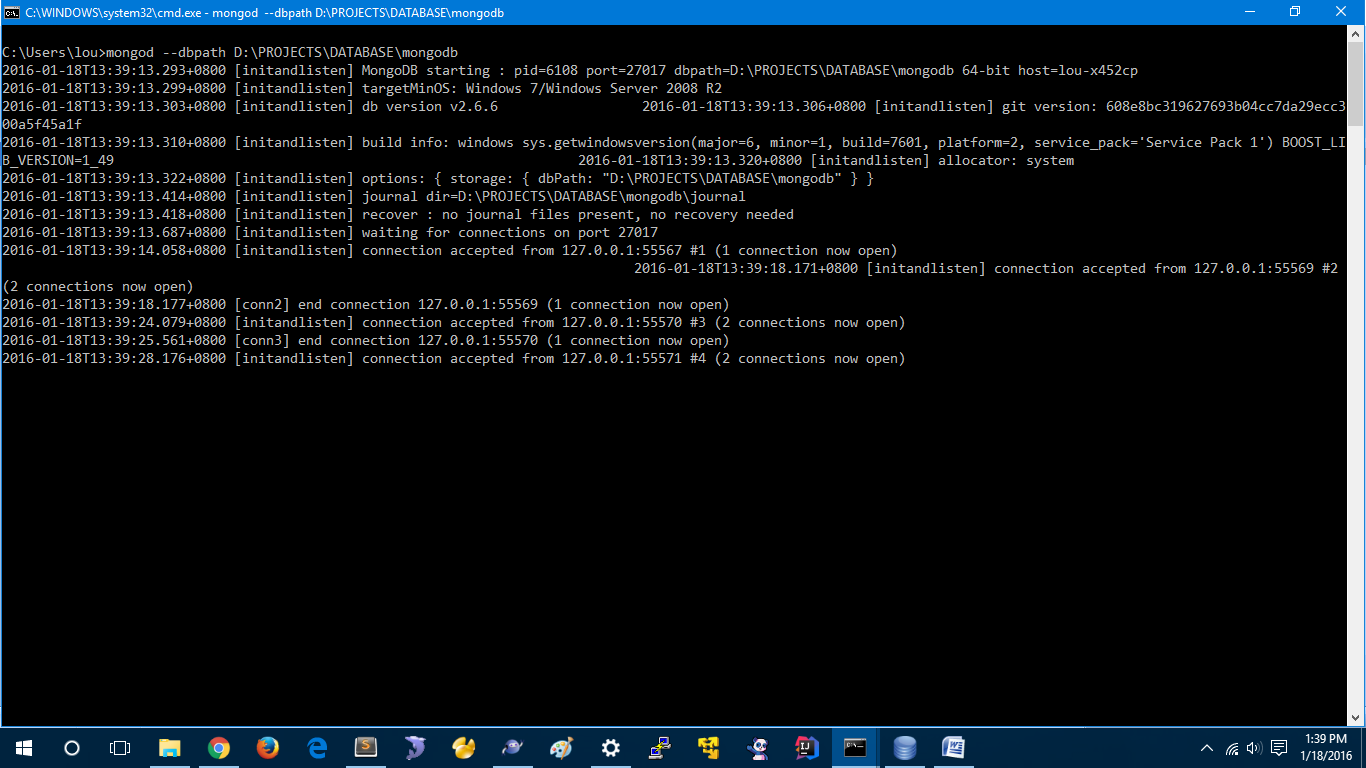 C:\WINDOWS\system32\cmd.exe - mongod  --dbpath D:\PROJECTS\DATABASE\mongodb
C:\Users\lou>mongod --dbpath D:\PROJECTS\DATABASE\mongodb
2016-01-18T13:39:13.293+0800 [initandlisten] MongoDB starting : pid=6108 port=27017 dbpath=D:\PROJECTS\DATABASE\mongodb 64-bit host=lou-x452cp
2016-01-18T13:39:13.299+0800 [initandlisten] targetMinOS: Windows 7/Windows Server 2008 R2
2016-01-18T13:39:13.303+0800 [initandlisten] db version v2.6.6                  2016-01-18T13:39:13.306+0800 [initandlisten] git version: 608e8bc319627693b04cc7da29ecc3
00a5f45a1f
2016-01-18T13:39:13.310+0800 [initandlisten] build info: windows sys.getwindowsversion(major=6, minor=1, build=7601, platform=2, service_pack='Service Pack 1') BOOST_LI
B_VERSION=1_49                                                          2016-01-18T13:39:13.320+0800 [initandlisten] allocator: system
2016-01-18T13:39:13.322+0800 [initandlisten] options: { storage: { dbPath: "D:\PROJECTS\DATABASE\mongodb" } }
2016-01-18T13:39:13.414+0800 [initandlisten] journal dir=D:\PROJECTS\DATABASE\mongodb\journal
2016-01-18T13:39:13.418+0800 [initandlisten] recover : no journal files present, no recovery needed
2016-01-18T13:39:13.687+0800 [initandlisten] waiting for connections on port 27017
2016-01-18T13:39:14.058+0800 [initandlisten] connection accepted from 127.0.0.1:55567 #1 (1 connection now open)
2016-01-18T13:39:18.171+0800 [initandlisten] connection accepted from 127.0.0.1:55569 #2
(2 connections now open)
2016-01-18T13:39:18.177+0800 [conn2] end connection 127.0.0.1:55569 (1 connection now open)
2016-01-18T13:39:24.079+0800 [initandlisten] connection accepted from 127.0.0.1:55570 #3 (2 connections now open)
2016-01-18T13:39:25.561+0800 [conn3] end connection 127.0.0.1:55570 (1 connection now open)
2016-01-18T13:39:28.176+0800 [initandlisten] connection accepted from 127.0.0.1:55571 #4 (2 connections now open)
1:39 PM
1/18/2016